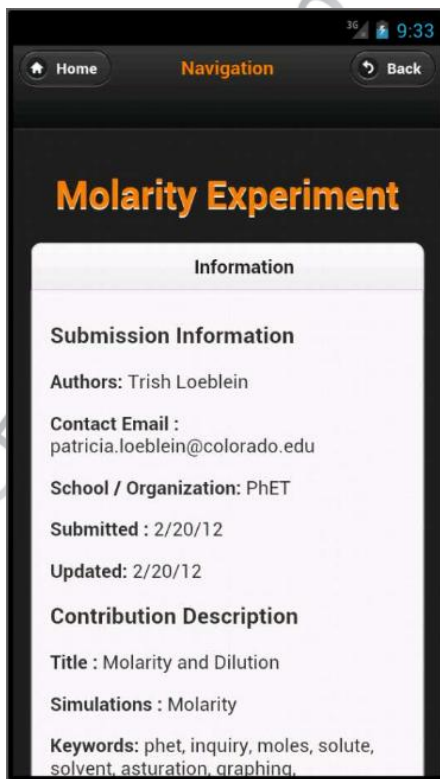 3G 9:33
Home Navigation Back
Molarity Experiment
Information
Submission Information
Authors: Trish Loeblein
Contact Email :
patricia.loeblein@colorado.edu
School / Organization: PhET
Submitted : 2/20/12
Updated: 2/20/12
Contribution Description
Title : Molarity and Dilution
Simulations : Molarity
Keywords: phet, inquiry, moles, solute,
solvent, asturation, graphing,